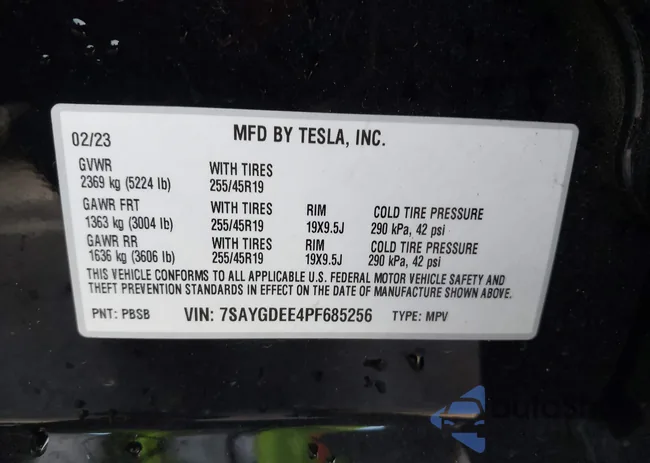 02/23 MFD BY TESLA, INC.
GVWR WITH TIRES
2369 kg (5224 lb) 255/45R19
GAWR FRT WITH TIRES RIM COLD TIRE PRESSURE
1363 kg (3004 lb) 255/45R19 19X9.5J 290 kPa, 42 psi
GAWR RR WITH TIRES RIM COLD TIRE PRESSURE
1636 kg (3606 lb) 255/45R19 19X9.5J 290 kPa, 42 psi
THIS VEHICLE CONFORMS TO ALL APPLICABLE U.S. FEDERAL MOTOR VEHICLE SAFETY AND
THEFT PREVENTION STANDARDS IN EFFECT ON THE DATE OF MANUFACTURE SHOWN ABOVE.
PNT: PBSB VIN: 7SAYGDEE4PF685256 TYPE: MPV